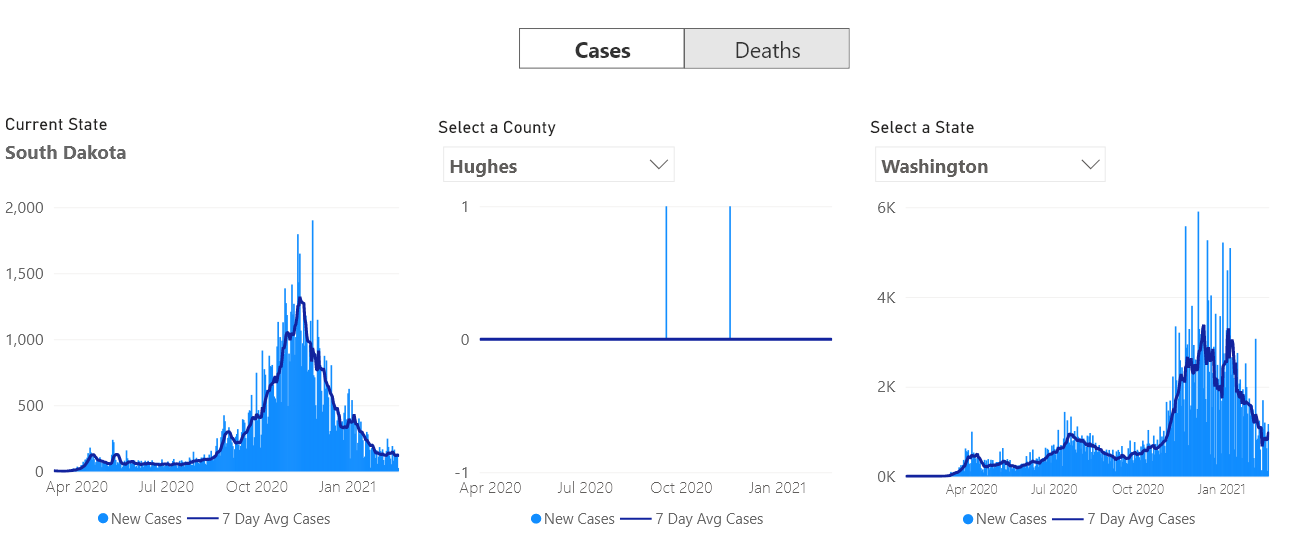 Cases Deaths
Current State
South Dakota
2,000
1,500
1,000
500
0
Apr 2020 Jul 2020 Oct 2020 Jan 2021
New Cases 7 Day Avg Cases
Select a County
Hughes
1
0
-1
Apr 2020 Jul 2020 Oct 2020 Jan 2021
New Cases 7 Day Avg Cases
Select a State
Washington
6K
4K
2K
0K
Apr 2020 Jul 2020 Oct 2020 Jan 2021
New Cases 7 Day Avg Cases